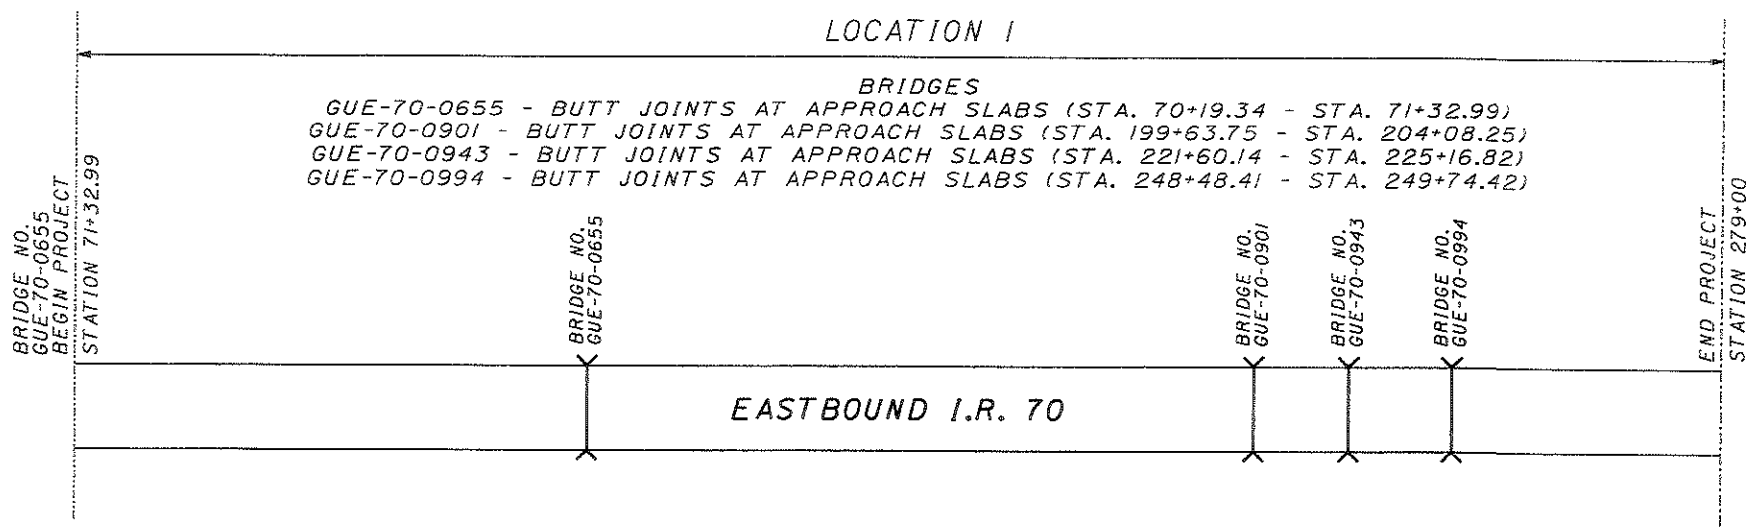 LOCATION 1
BRIDGES
GUE-70-0655 - BUTT JOINTS AT APPROACH SLABS (STA. 70+19.34 - STA. 71+32.99)
GUE-70-0901 - BUTT JOINTS AT APPROACH SLABS (STA. 199+63.75 - STA. 204+08.25)
GUE-70-0943 - BUTT JOINTS AT APPROACH SLABS (STA. 221+60.14 - STA. 225+16.82)
GUE-70-0994 - BUTT JOINTS AT APPROACH SLABS (STA. 248+48.41 - STA. 249+74.42)
BRIDGE NO.
GUE-70-0655
BEGIN PROJECT
STATION 71+32.99
BRIDGE NO.
GUE-70-0655
BRIDGE NO.
GUE-70-0901
BRIDGE NO.
GUE-70-0943
BRIDGE NO.
GUE-70-0994
END PROJECT
STATION 279+00
EASTBOUND I.R. 70